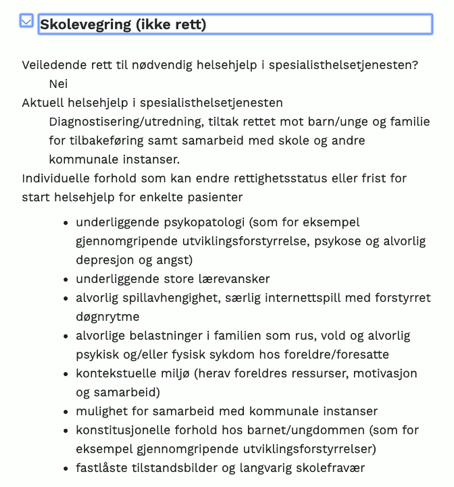 Skolevegring (ikke rett)
Veiledende rett til nødvendig helsehjelp i spesialisthelsetjenesten?
Nei
Aktuell helsehjelp i spesialisthelsetjenesten
Diagnostisering/utredning, tiltak rettet mot barn/unge og familie
for tilbakeføring samt samarbeid med skole og andre
kommunale instanser.
Individuelle forhold som kan endre rettighetsstatus eller frist for
start helsehjelp for enkelte pasienter
• underliggende psykopatologi (som for eksempel
gjennomgripende utviklingsforstyrrelse, psykose og alvorlig
depresjon og angst)
• underliggende store lærevansker
• alvorlig spillavhengighet, særlig internettspill med forstyrret
døgnrytme
• alvorlige belastninger i familien som rus, vold og alvorlig
psykisk og/eller fysisk sykdom hos foreldre/foresatte
• kontekstuelle miljø (herav foreldres ressurser, motivasjon
og samarbeid)
• mulighet for samarbeid med kommunale instanser
• konstitusjonelle forhold hos barnet/ungdommen (som for
eksempel gjennomgripende utviklingsforstyrrelser)
• fastlåste tilstandsbilder og langvarig skolefravær